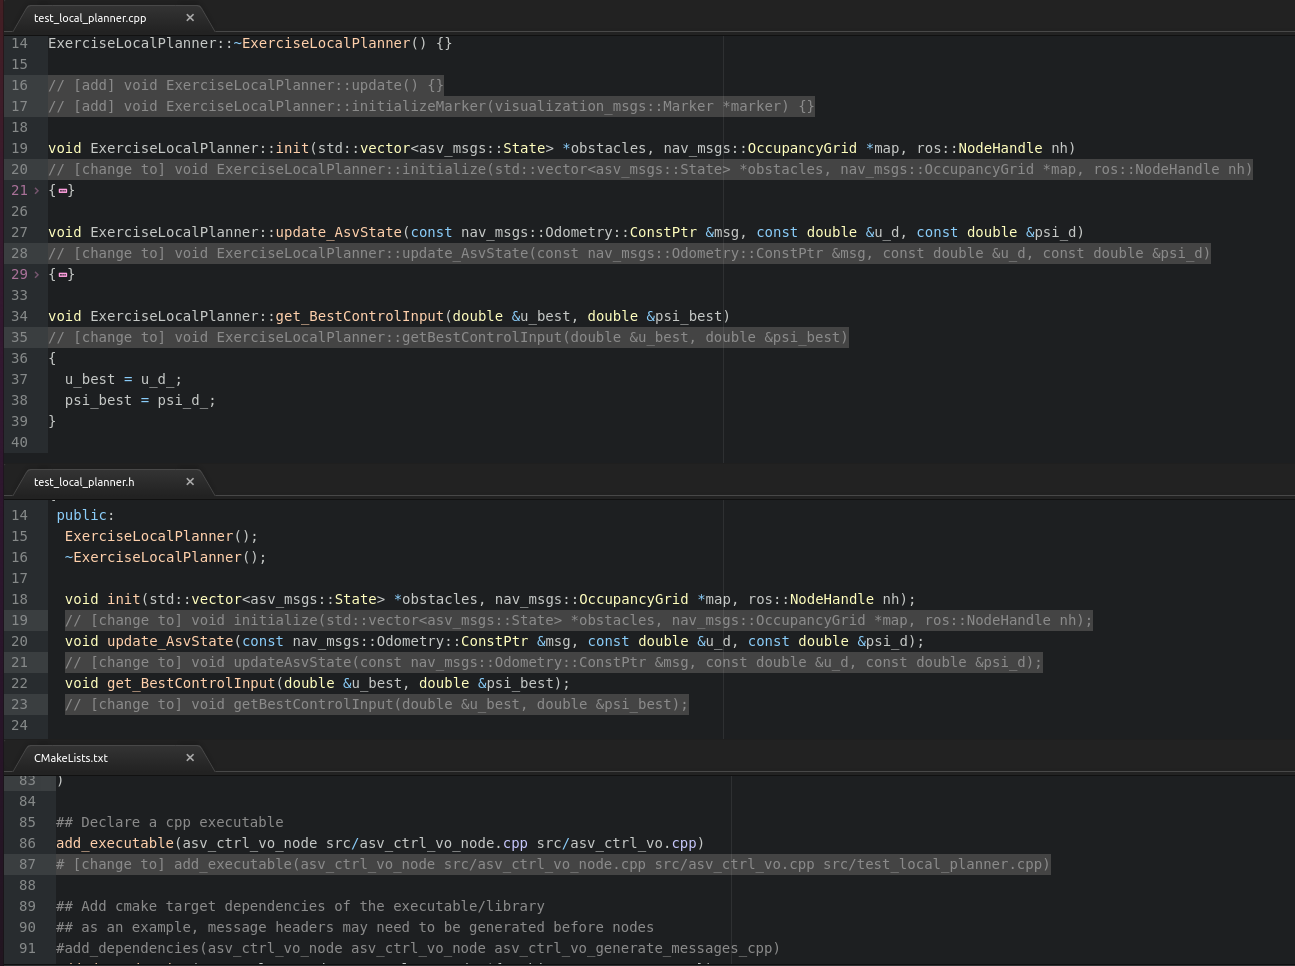 test_local_planner.cpp ×
14 ExerciseLocalPlanner::~ExerciseLocalPlanner() {}
15
16 // [add] void ExerciseLocalPlanner::update() {}
17 // [add] void ExerciseLocalPlanner::initializeMarker(visualization_msgs::Marker *marker) {}
18
19 void ExerciseLocalPlanner::init(std::vector<asv_msgs::State> *obstacles, nav_msgs::OccupancyGrid *map, ros::NodeHandle nh)
20 // [change to] void ExerciseLocalPlanner::initialize(std::vector<asv_msgs::State> *obstacles, nav_msgs::OccupancyGrid *map, ros::NodeHandle nh)
21 › {}
26
27 void ExerciseLocalPlanner::update_AsvState(const nav_msgs::Odometry::ConstPtr &msg, const double &u_d, const double &psi_d)
28 // [change to] void ExerciseLocalPlanner::update_AsvState(const nav_msgs::Odometry::ConstPtr &msg, const double &u_d, const double &psi_d)
29 › {}
33
34 void ExerciseLocalPlanner::get_BestControlInput(double &u_best, double &psi_best)
35 // [change to] void ExerciseLocalPlanner::getBestControlInput(double &u_best, double &psi_best)
36 {
37 u_best = u_d_;
38 psi_best = psi_d_;
39 }
40
test_local_planner.h ×
14 public:
15 ExerciseLocalPlanner();
16 ~ExerciseLocalPlanner();
17
18 void init(std::vector<asv_msgs::State> *obstacles, nav_msgs::OccupancyGrid *map, ros::NodeHandle nh);
19 // [change to] void initialize(std::vector<asv_msgs::State> *obstacles, nav_msgs::OccupancyGrid *map, ros::NodeHandle nh);
20 void update_AsvState(const nav_msgs::Odometry::ConstPtr &msg, const double &u_d, const double &psi_d);
21 // [change to] void updateAsvState(const nav_msgs::Odometry::ConstPtr &msg, const double &u_d, const double &psi_d);
22 void get_BestControlInput(double &u_best, double &psi_best);
23 // [change to] void getBestControlInput(double &u_best, double &psi_best);
24
CMakeLists.txt ×
83 )
84
85 ## Declare a cpp executable
86 add_executable(asv_ctrl_vo_node src/asv_ctrl_vo_node.cpp src/asv_ctrl_vo.cpp)
87 # [change to] add_executable(asv_ctrl_vo_node src/asv_ctrl_vo_node.cpp src/asv_ctrl_vo.cpp src/test_local_planner.cpp)
88
89 ## Add cmake target dependencies of the executable/library
90 ## as an example, message headers may need to be generated before nodes
91 #add_dependencies(asv_ctrl_vo_node asv_ctrl_vo_node asv_ctrl_vo_generate_messages_cpp)